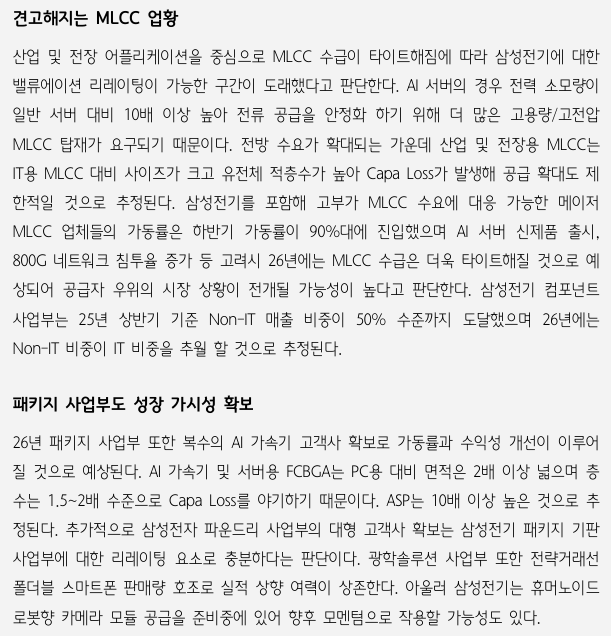 견고해지는 MLCC 업황
산업 및 전장 어플리케이션을 중심으로 MLCC 수급이 타이트해짐에 따라 삼성전기에 대한
밸류에이션 리레이팅이 가능한 구간이 도래했다고 판단한다. AI 서버의 경우 전력 소모량이
일반 서버 대비 10배 이상 높아 전류 공급을 안정화 하기 위해 더 많은 고용량/고전압
MLCC 탑재가 요구되기 때문이다. 전방 수요가 확대되는 가운데 산업 및 전장용 MLCC는
IT용 MLCC 대비 사이즈가 크고 유전체 적층수가 높아 Capa Loss가 발생해 공급 확대도 제
한적일 것으로 추정된다. 삼성전기를 포함해 고부가 MLCC 수요에 대응 가능한 메이저
MLCC 업체들의 가동률은 하반기 가동률이 90%대에 진입했으며 AI 서버 신제품 출시,
800G 네트워크 침투율 증가 등 고려시 26년에는 MLCC 수급은 더욱 타이트해질 것으로 예
상되어 공급자 우위의 시장 상황이 전개될 가능성이 높다고 판단한다. 삼성전기 컴포넌트
사업부는 25년 상반기 기준 Non-IT 매출 비중이 50% 수준까지 도달했으며 26년에는
Non-IT 비중이 IT 비중을 추월 할 것으로 추정된다.
패키지 사업부도 성장 가시성 확보
26년 패키지 사업부 또한 복수의 AI 가속기 고객사 확보로 가동률과 수익성 개선이 이루어
질 것으로 예상된다. AI 가속기 및 서버용 FCBGA는 PC용 대비 면적은 2배 이상 넓으며 층
수는 1.5~2배 수준으로 Capa Loss를 야기하기 때문이다. ASP는 10배 이상 높은 것으로 추
정된다. 추가적으로 삼성전자 파운드리 사업부의 대형 고객사 확보는 삼성전기 패키지 기판
사업부에 대한 리레이팅 요소로 충분하다는 판단이다. 광학솔루션 사업부 또한 전략거래선
폴더블 스마트폰 판매량 호조로 실적 상향 여력이 상존한다. 아울러 삼성전기는 휴머노이드
로봇향 카메라 모듈 공급을 준비중에 있어 향후 모멘텀으로 작용할 가능성도 있다.